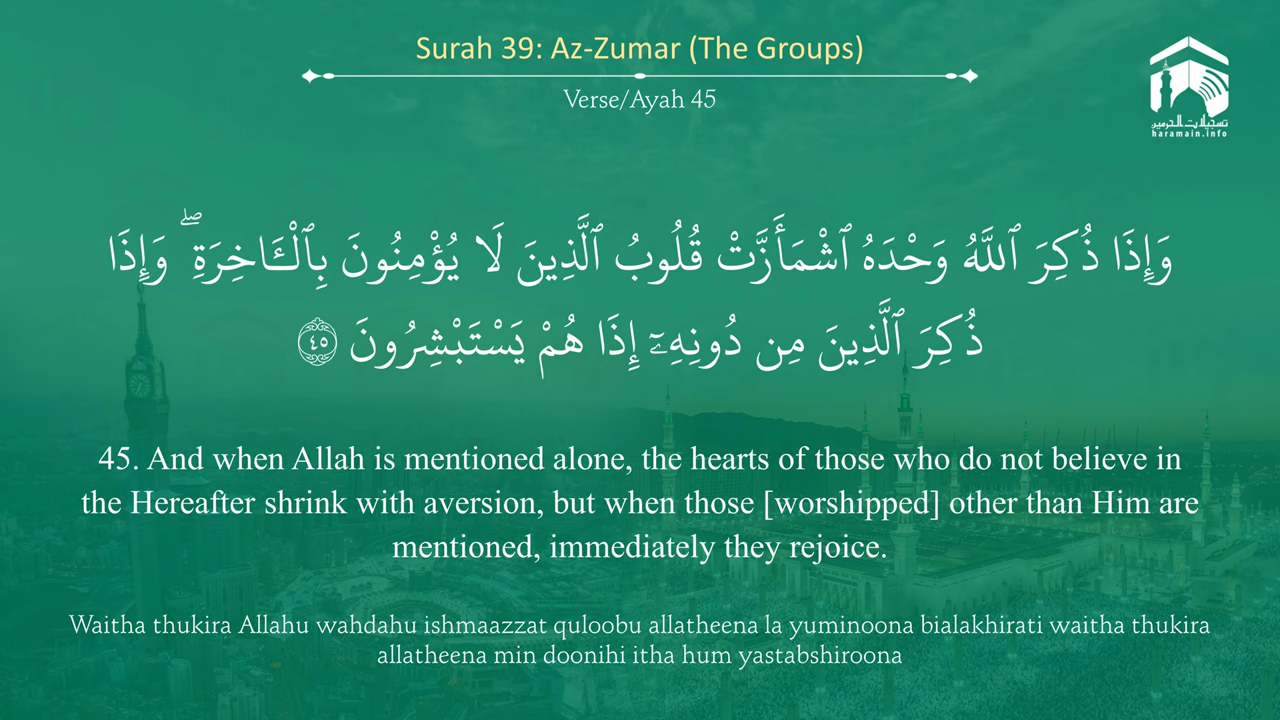 Surah 39: Az-Zumar (The Groups)
Verse/Ayah 45
تسجيلات الحرمين
haramain.info
وَإِذَا ذُكِرَ ٱللَّهُ وَحْدَهُ ٱشْمَأَزَّتْ قُلُوبُ ٱلَّذِينَ لَا يُؤْمِنُونَ بِٱلْـَٔاخِرَةِ ۖ وَإِذَا
ذُكِرَ ٱلَّذِينَ مِن دُونِهِۦٓ إِذَا هُمْ يَسْتَبْشِرُونَ ٤٥
45. And when Allah is mentioned alone, the hearts of those who do not believe in
the Hereafter shrink with aversion, but when those [worshipped] other than Him are
mentioned, immediately they rejoice.
Waitha thukira Allahu wahdahu ishmaazzat quloobu allatheena la yuminoona bialakhirati waitha thukira
allatheena min doonihi itha hum yastabshiroona